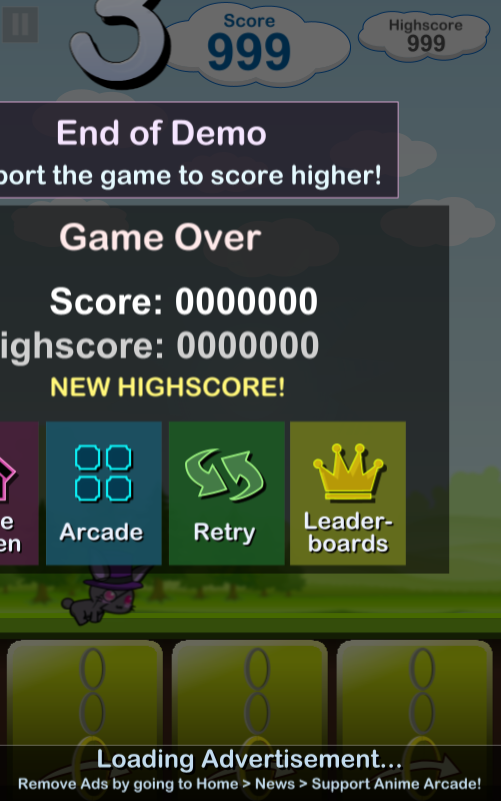 3
Score
999
Highscore
999
End of Demo
port the game to score higher!
Game Over
Score: 0000000
ighscore: 0000000
NEW HIGHSCORE!
Arcade
Retry
Leader-
boards
e
en
Loading Advertisement...
Remove Ads by going to Home > News > Support Anime Arcade!